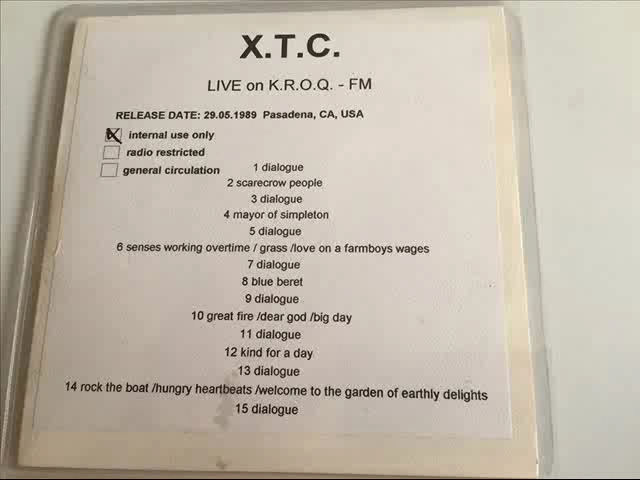 X.T.C.
LIVE on K.R.O.Q. - FM
RELEASE DATE: 29.05.1989 Pasadena, CA, USA
internal use only
radio restricted
general circulation
1 dialogue
2 scarecrow people
3 dialogue
4 mayor of simpleton
5 dialogue
6 senses working overtime / grass /love on a farmboys wages
7 dialogue
8 blue beret
9 dialogue
10 great fire /dear god /big day
11 dialogue
12 kind for a day
13 dialogue
14 rock the boat /hungry heartbeats /welcome to the garden of earthly delights
15 dialogue